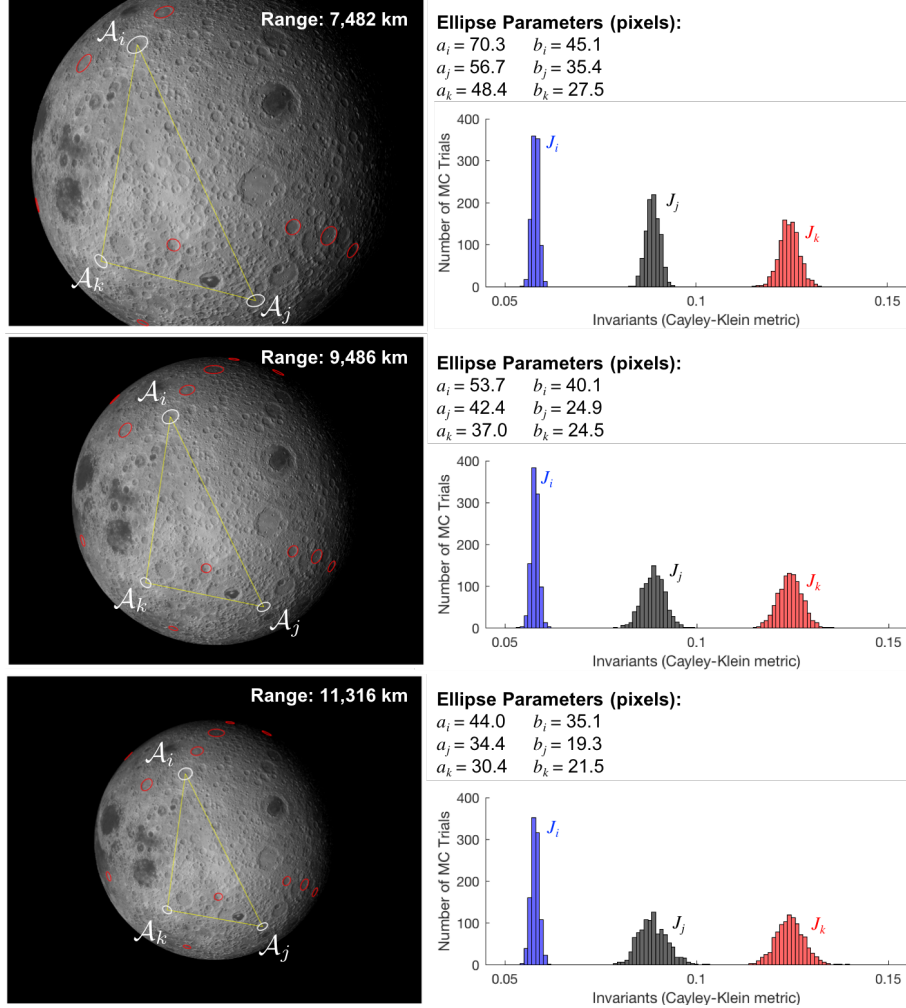 Range: 7,482 km
𝒜ᵢ
𝒜ₖ
𝒜ⱼ
Ellipse Parameters (pixels):
aᵢ = 70.3 bᵢ = 45.1
aⱼ = 56.7 bⱼ = 35.4
aₖ = 48.4 bₖ = 27.5
400
300
200
100
0
Number of MC Trials
Jᵢ
Jⱼ
Jₖ
0.05 0.1 0.15
Invariants (Cayley-Klein metric)
Range: 9,486 km
𝒜ᵢ
𝒜ₖ
𝒜ⱼ
Ellipse Parameters (pixels):
aᵢ = 53.7 bᵢ = 40.1
aⱼ = 42.4 bⱼ = 24.9
aₖ = 37.0 bₖ = 24.5
400
300
200
100
0
Number of MC Trials
Jᵢ
Jⱼ
Jₖ
0.05 0.1 0.15
Invariants (Cayley-Klein metric)
Range: 11,316 km
𝒜ᵢ
𝒜ₖ
𝒜ⱼ
Ellipse Parameters (pixels):
aᵢ = 44.0 bᵢ = 35.1
aⱼ = 34.4 bⱼ = 19.3
aₖ = 30.4 bₖ = 21.5
400
300
200
100
0
Number of MC Trials
Jᵢ
Jⱼ
Jₖ
0.05 0.1 0.15
Invariants (Cayley-Klein metric)